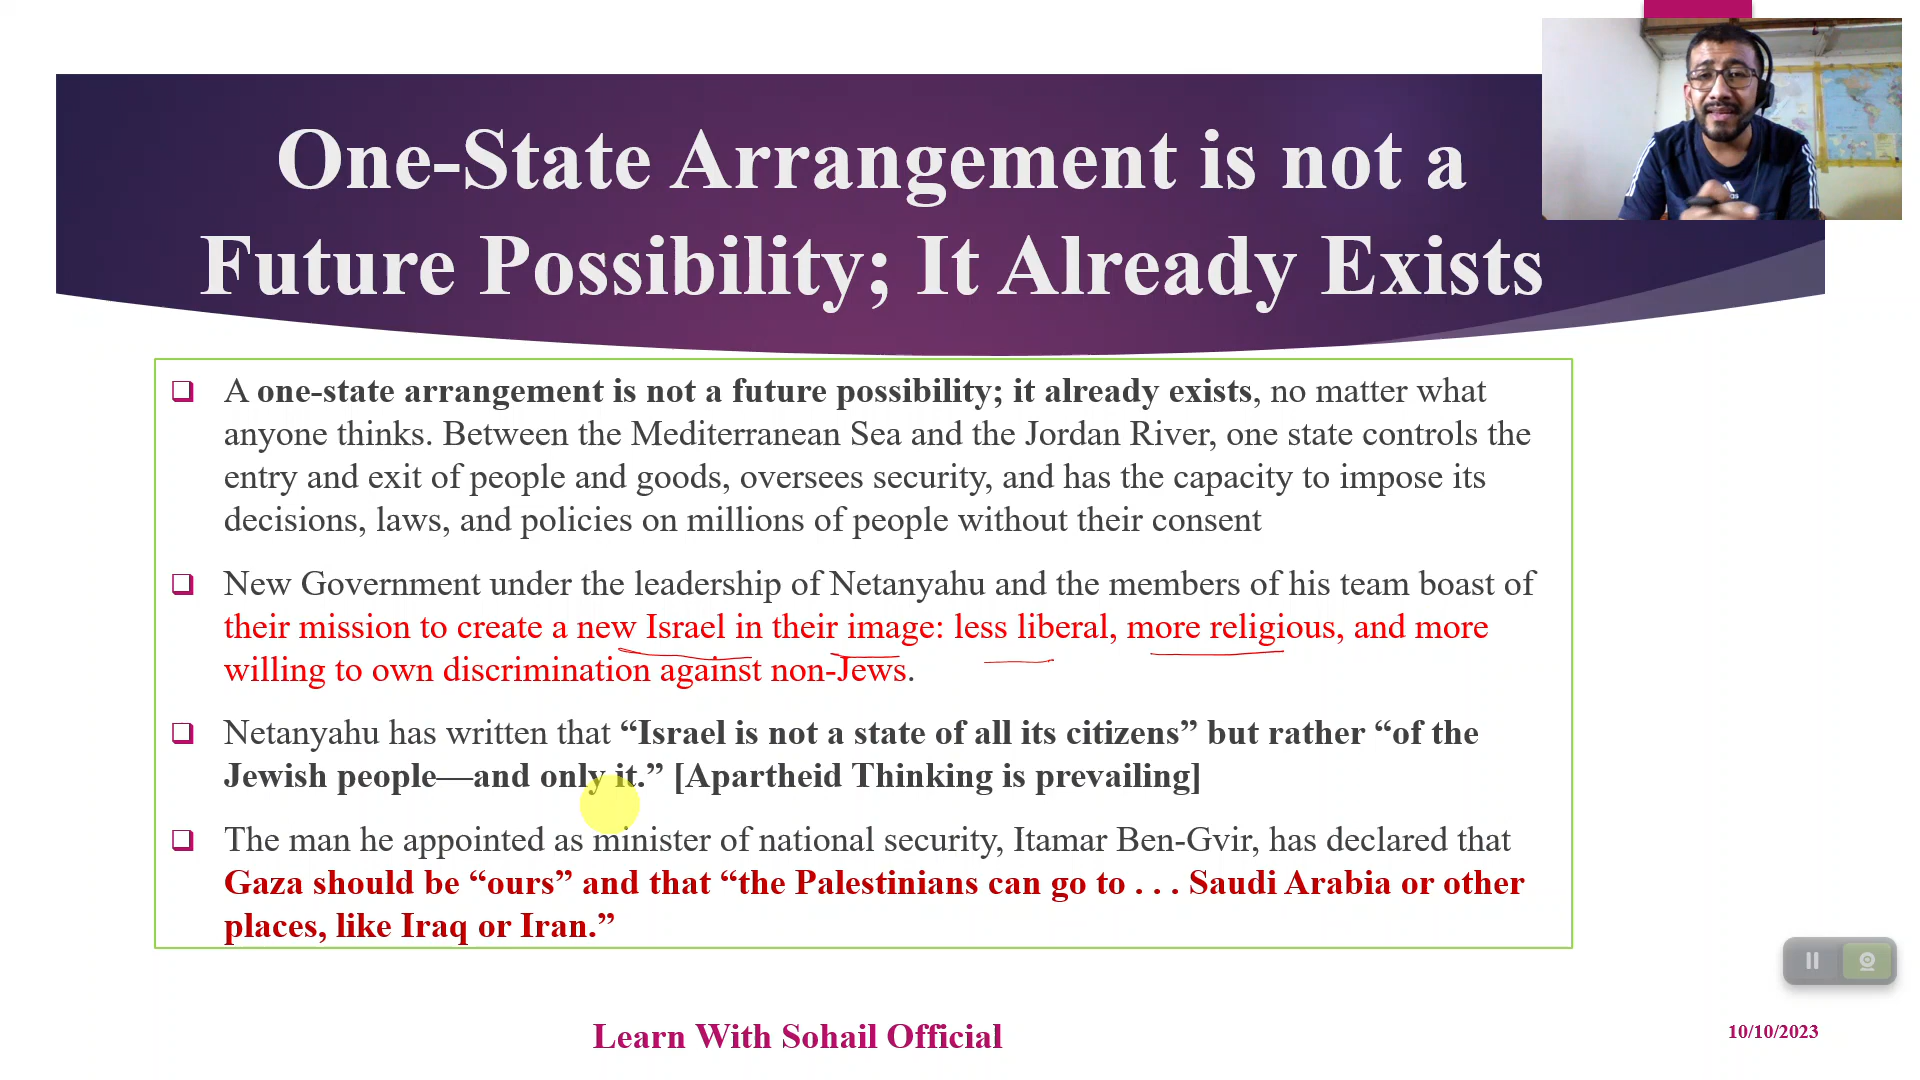 One-State Arrangement is not a
Future Possibility; It Already Exists
A one-state arrangement is not a future possibility; it already exists, no matter what
anyone thinks. Between the Mediterranean Sea and the Jordan River, one state controls the
entry and exit of people and goods, oversees security, and has the capacity to impose its
decisions, laws, and policies on millions of people without their consent
New Government under the leadership of Netanyahu and the members of his team boast of
their mission to create a new Israel in their image: less liberal, more religious, and more
willing to own discrimination against non-Jews.
Netanyahu has written that “Israel is not a state of all its citizens” but rather “of the
Jewish people—and only it.” [Apartheid Thinking is prevailing]
The man he appointed as minister of national security, Itamar Ben-Gvir, has declared that
Gaza should be “ours” and that “the Palestinians can go to . . . Saudi Arabia or other
places, like Iraq or Iran.”
Learn With Sohail Official
10/10/2023